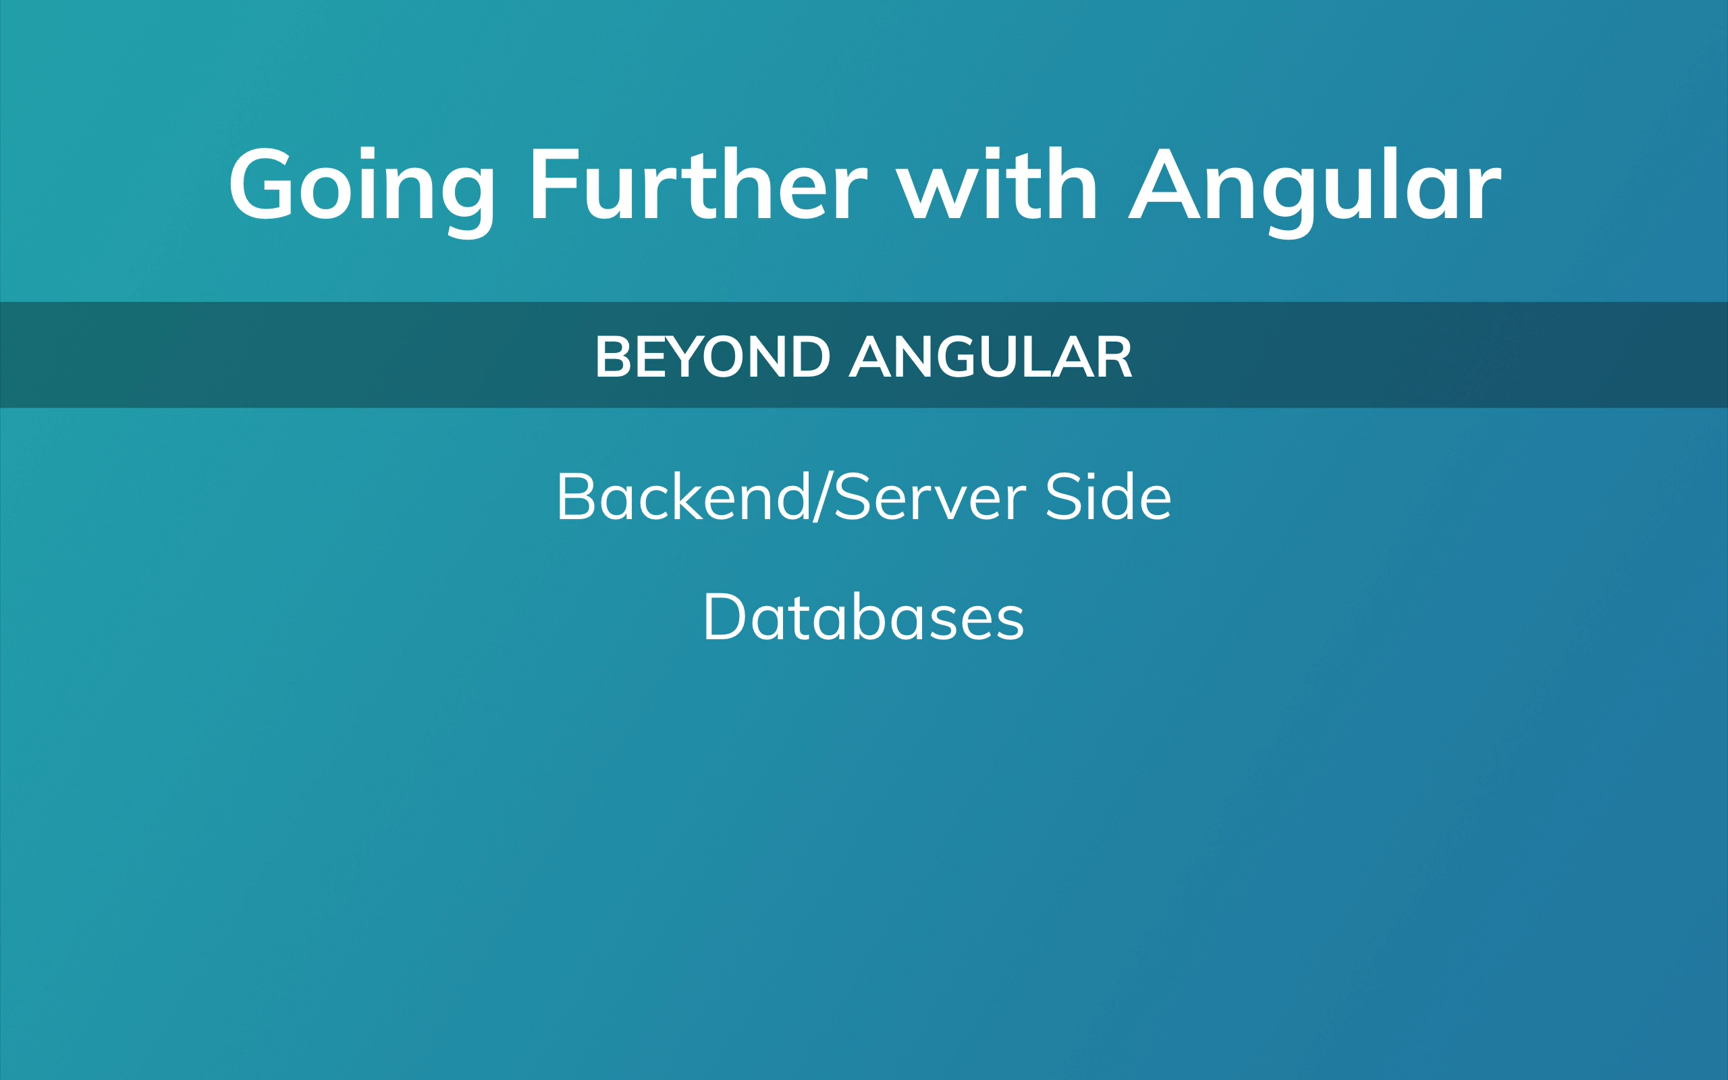 Going Further with Angular
BEYOND ANGULAR
Backend/Server Side
Databases